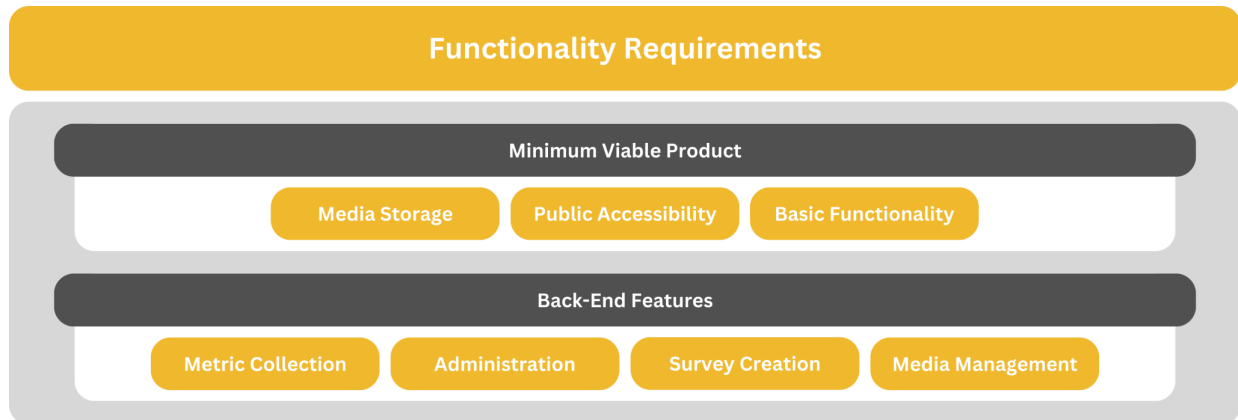 Functionality Requirements
Minimum Viable Product
Media Storage
Public Accessibility
Basic Functionality
Back-End Features
Metric Collection
Administration
Survey Creation
Media Management